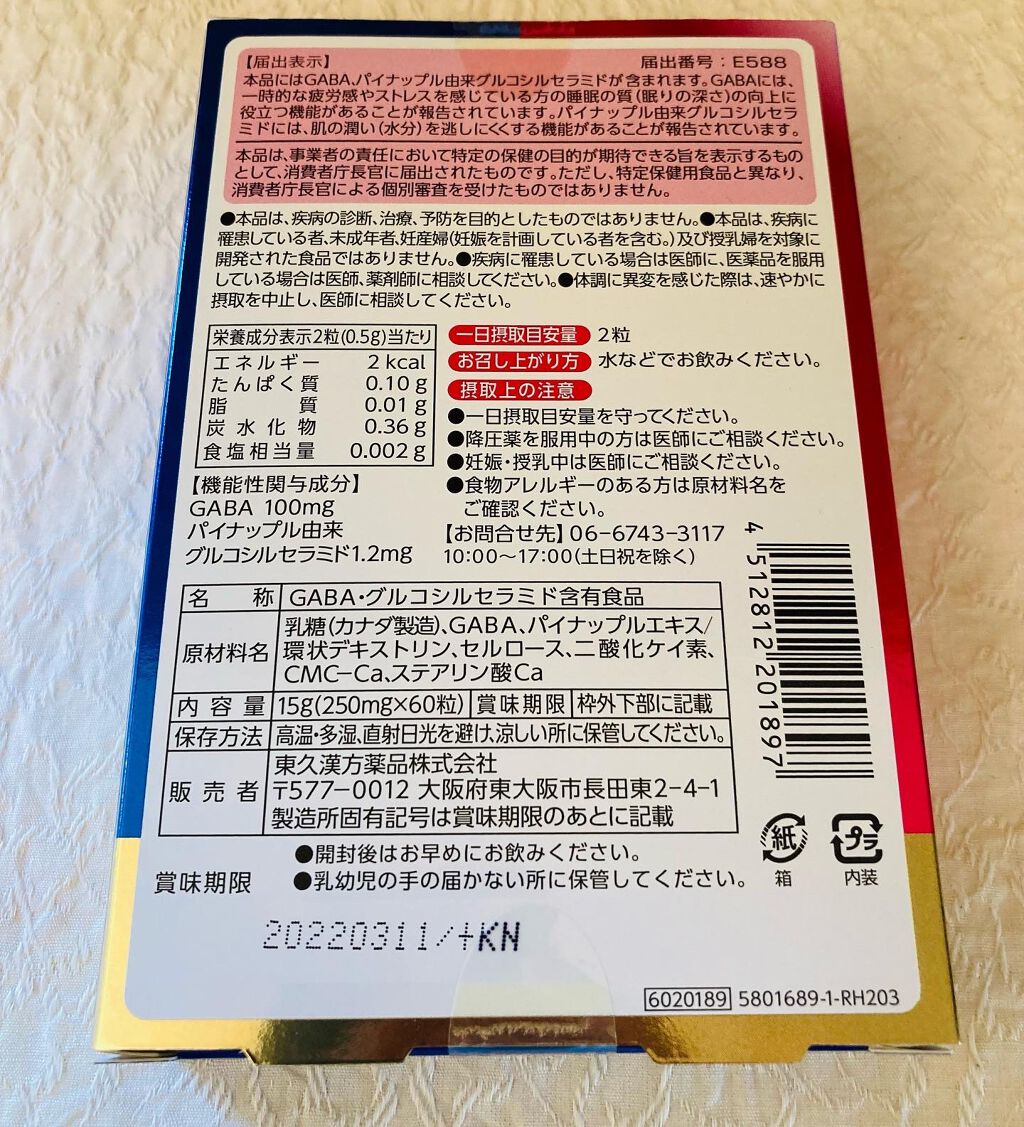 【届出表示】 届出番号：E588
本品にはGABA、パイナップル由来グルコシルセラミドが含まれます。GABAには、
一時的な疲労感やストレスを感じている方の睡眠の質（眠りの深さ）の向上に
役立つ機能があることが報告されています。パイナップル由来グルコシルセラ
ミドには、肌の潤い（水分）を逃しにくくする機能があることが報告されています。
本品は、事業者の責任において特定の保健の目的が期待できる旨を表示するもの
として、消費者庁長官に届出されたものです。ただし、特定保健用食品と異なり、
消費者庁長官による個別審査を受けたものではありません。
●本品は、疾病の診断、治療、予防を目的としたものではありません。●本品は、疾病に
罹患している者、未成年者、妊産婦（妊娠を計画している者を含む。）及び授乳婦を対象に
開発された食品ではありません。●疾病に罹患している場合は医師に、医薬品を服用
している場合は医師、薬剤師に相談してください。●体調に異変を感じた際は、速やかに
摂取を中止し、医師に相談してください。
栄養成分表示2粒(0.5g)当たり
エネルギー 2 kcal
たんぱく質 0.10 g
脂質 0.01 g
炭水化物 0.36 g
食塩相当量 0.002 g
【機能性関与成分】
GABA 100mg
パイナップル由来
グルコシルセラミド1.2mg
一日摂取目安量 2粒
お召し上がり方 水などでお飲みください。
摂取上の注意
●一日摂取目安量を守ってください。
●降圧薬を服用中の方は医師にご相談ください。
●妊娠・授乳中は医師にご相談ください。
●食物アレルギーのある方は原材料名を
ご確認ください。
【お問合せ先】06-6743-3117
10:00～17:00(土日祝を除く)
4 512812 201897
名称 GABA・グルコシルセラミド含有食品
原材料名 乳糖（カナダ製造）、GABA、パイナップルエキス/
環状デキストリン、セルロース、二酸化ケイ素、
CMC-Ca、ステアリン酸Ca
内容量 15g(250mg×60粒) 賞味期限 枠外下部に記載
保存方法 高温・多湿、直射日光を避け、涼しい所に保管してください。
販売者 東久漢方薬品株式会社
〒577-0012 大阪府東大阪市長田東2-4-1
製造所固有記号は賞味期限のあとに記載
●開封後はお早めにお飲みください。
●乳幼児の手の届かない所に保管してください。
賞味期限
20220311/+KN
紙
箱
プラ
内装
6020189 5801689-1-RH203